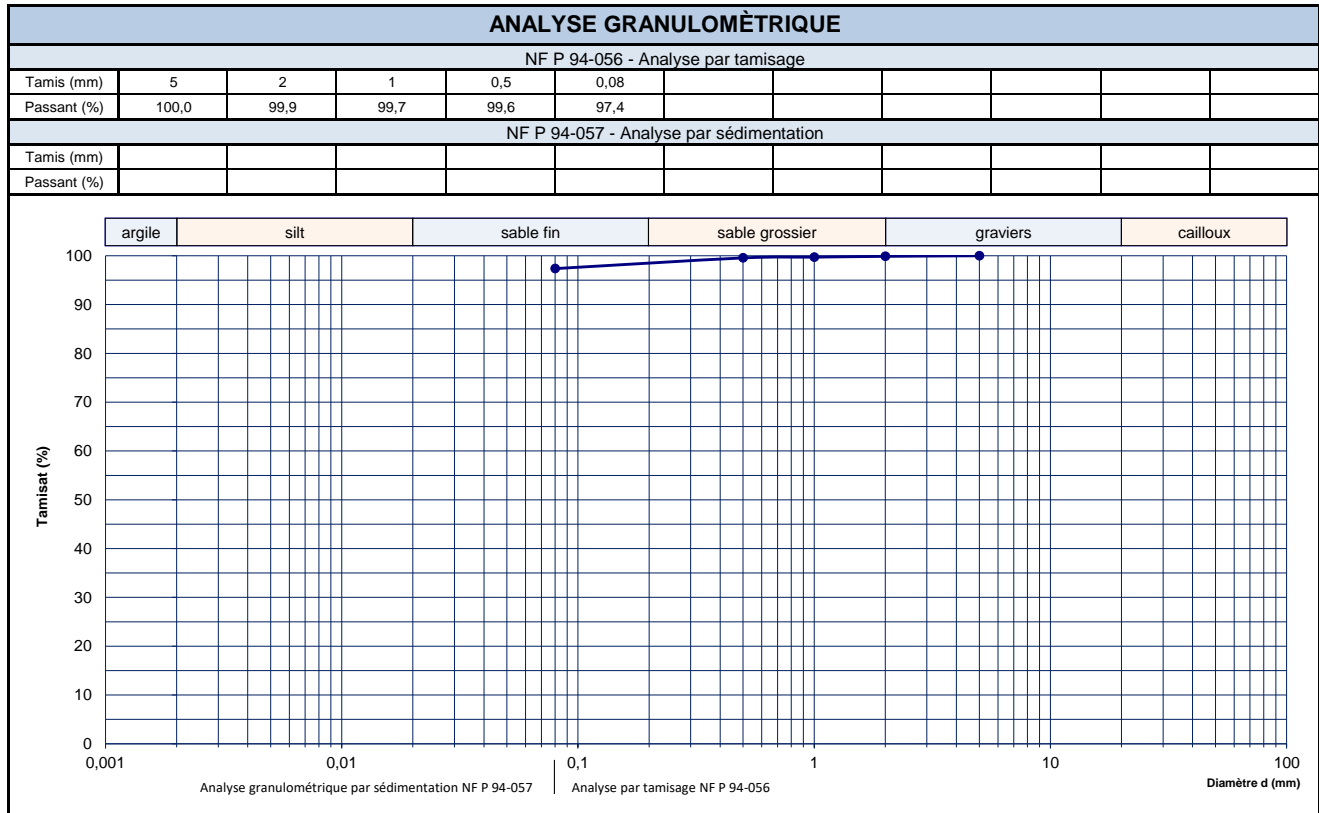 ANALYSE GRANULOMÈTRIQUE
NF P 94-056 - Analyse par tamisage
Tamis (mm) 5 2 1 0,5 0,08
Passant (%) 100,0 99,9 99,7 99,6 97,4
NF P 94-057 - Analyse par sédimentation
Tamis (mm)
Passant (%)
argile silt sable fin sable grossier graviers cailloux
100
90
80
70
60
50
40
30
20
10
0
Tamisat (%)
0,001 0,01 0,1 1 10 100
Analyse granulométrique par sédimentation NF P 94-057 Analyse par tamisage NF P 94-056
Diamètre d (mm)